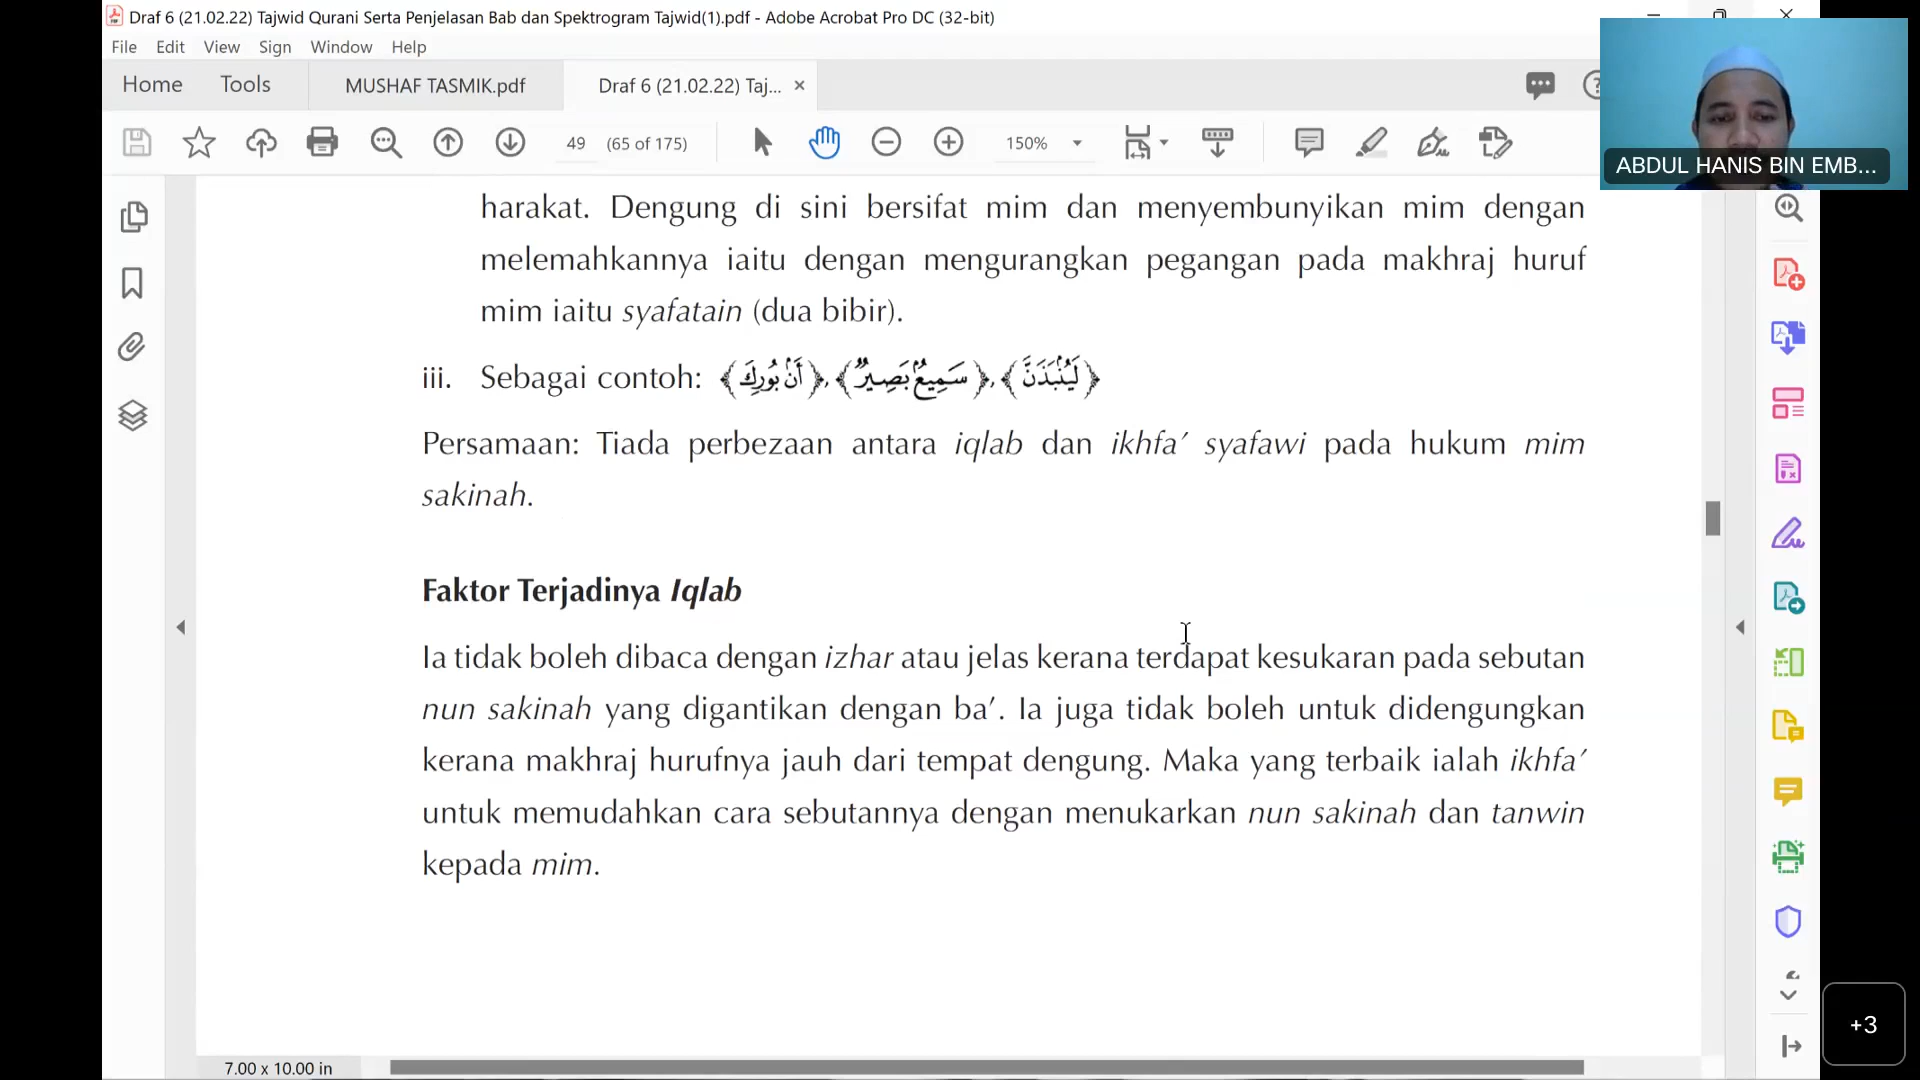 Draf 6 (21.02.22) Tajwid Qurani Serta Penjelasan Bab dan Spektrogram Tajwid(1).pdf - Adobe Acrobat Pro DC (32-bit)
File Edit View Sign Window Help
Home Tools MUSHAF TASMIK.pdf Draf 6 (21.02.22) Taj...
49 (65 of 175) 150%
ABDUL HANIS BIN EMB...
harakat. Dengung di sini bersifat mim dan menyembunyikan mim dengan
melemahkannya iaitu dengan mengurangkan pegangan pada makhraj huruf
mim iaitu syafatain (dua bibir).
iii. Sebagai contoh: ﴿لَيُنۢبَذَنَّ﴾، ﴿سَمِيعُۢ بَصِيرٞ﴾، ﴿أَنۢ بُورِكَ﴾
Persamaan: Tiada perbezaan antara iqlab dan ikhfa’ syafawi pada hukum mim
sakinah.
Faktor Terjadinya Iqlab
Ia tidak boleh dibaca dengan izhar atau jelas kerana terdapat kesukaran pada sebutan
nun sakinah yang digantikan dengan ba’. Ia juga tidak boleh untuk didengungkan
kerana makhraj hurufnya jauh dari tempat dengung. Maka yang terbaik ialah ikhfa’
untuk memudahkan cara sebutannya dengan menukarkan nun sakinah dan tanwin
kepada mim.
7.00 x 10.00 in
+3